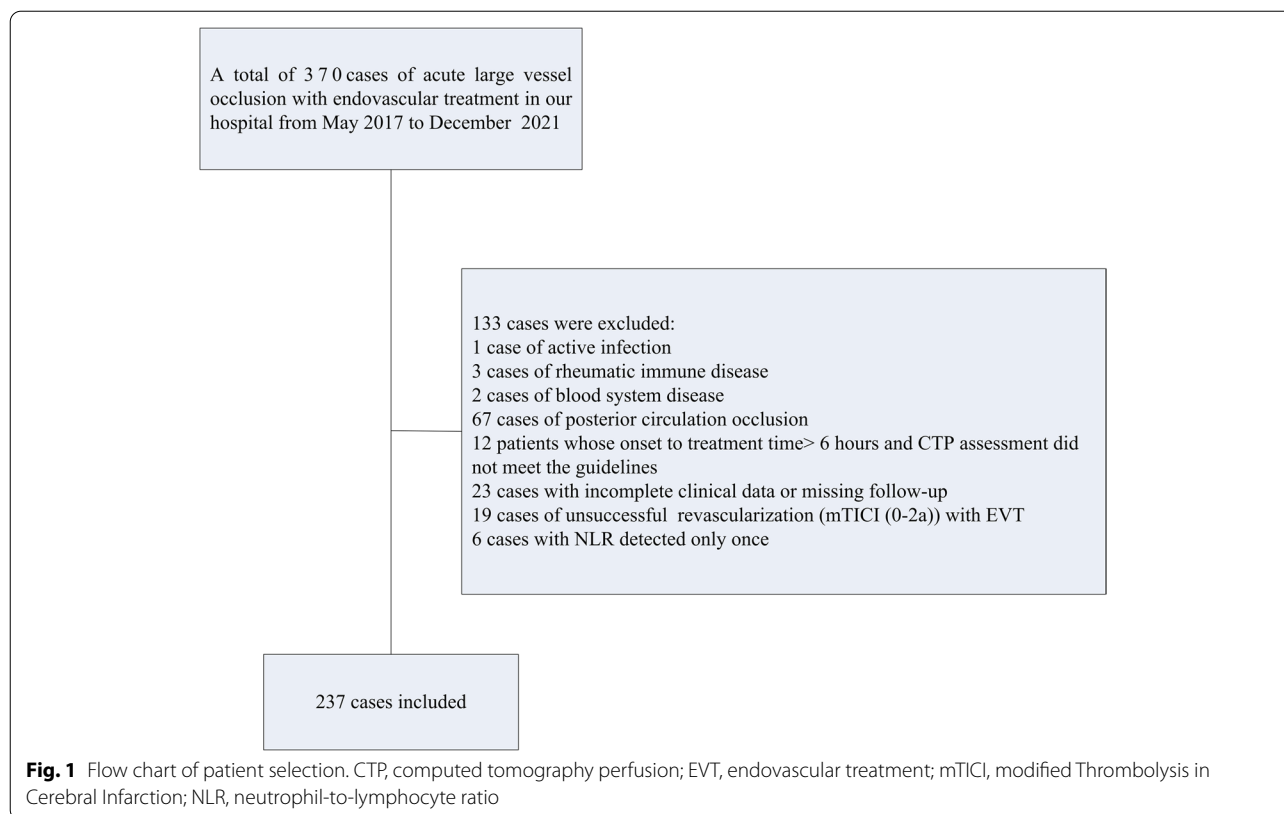 A total of 3 7 0 cases of acute large vessel
occlusion with endovascular treatment in our
hospital from May 2017 to December 2021
133 cases were excluded:
1 case of active infection
3 cases of rheumatic immune disease
2 cases of blood system disease
67 cases of posterior circulation occlusion
12 patients whose onset to treatment time> 6 hours and CTP assessment did
not meet the guidelines
23 cases with incomplete clinical data or missing follow-up
19 cases of unsuccessful revascularization (mTICI (0-2a)) with EVT
6 cases with NLR detected only once
237 cases included
Fig. 1 Flow chart of patient selection. CTP, computed tomography perfusion; EVT, endovascular treatment; mTICI, modified Thrombolysis in
Cerebral Infarction; NLR, neutrophil-to-lymphocyte ratio